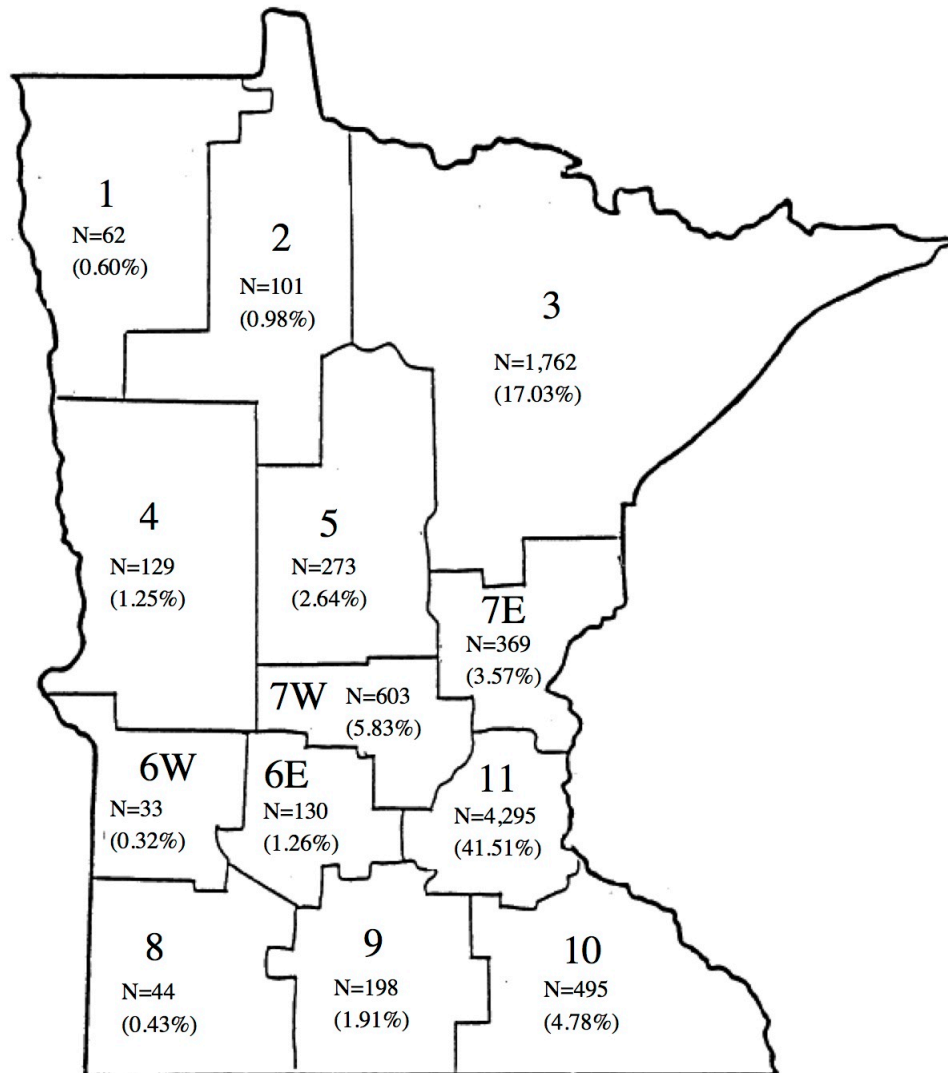 1
N=62
(0.60%)
2
N=101
(0.98%)
3
N=1,762
(17.03%)
4
N=129
(1.25%)
5
N=273
(2.64%)
7E
N=369
(3.57%)
7W
N=603
(5.83%)
6W
N=33
(0.32%)
6E
N=130
(1.26%)
11
N=4,295
(41.51%)
8
N=44
(0.43%)
9
N=198
(1.91%)
10
N=495
(4.78%)